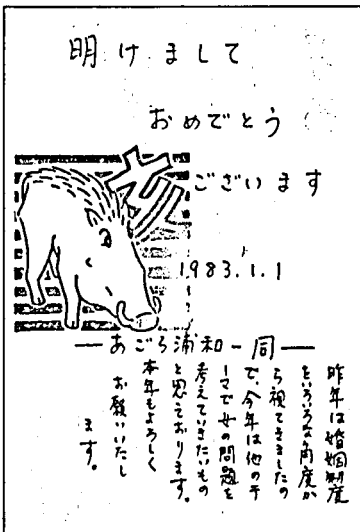 明けまして
おめでとう
ございます
1983.1.1
―あごら浦和一同―
昨年は婚姻制度
をいろいろな角度か
ら視てきましたの
で、今年は他のテ
ーマで女の問題を
考えていきたいもの
と思えております。
本年もよろしく
お願いいたし
ます。